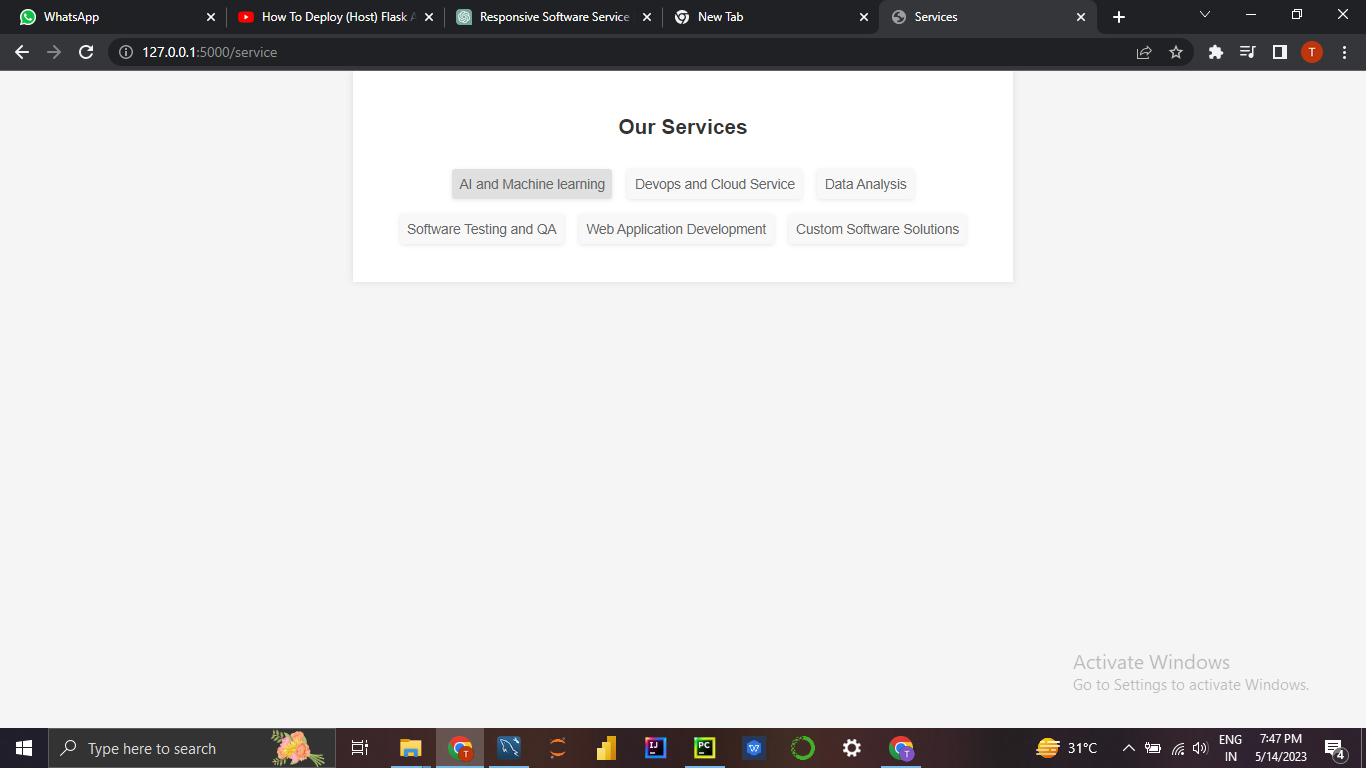 WhatsApp
How To Deploy (Host) Flask A
Responsive Software Service
New Tab
Services
127.0.0.1:5000/service
T
Our Services
AI and Machine learning
Devops and Cloud Service
Data Analysis
Software Testing and QA
Web Application Development
Custom Software Solutions
Activate Windows
Go to Settings to activate Windows.
Type here to search
T
IJ
PC
W
T
31°C
ENG
IN
7:47 PM
5/14/2023
4